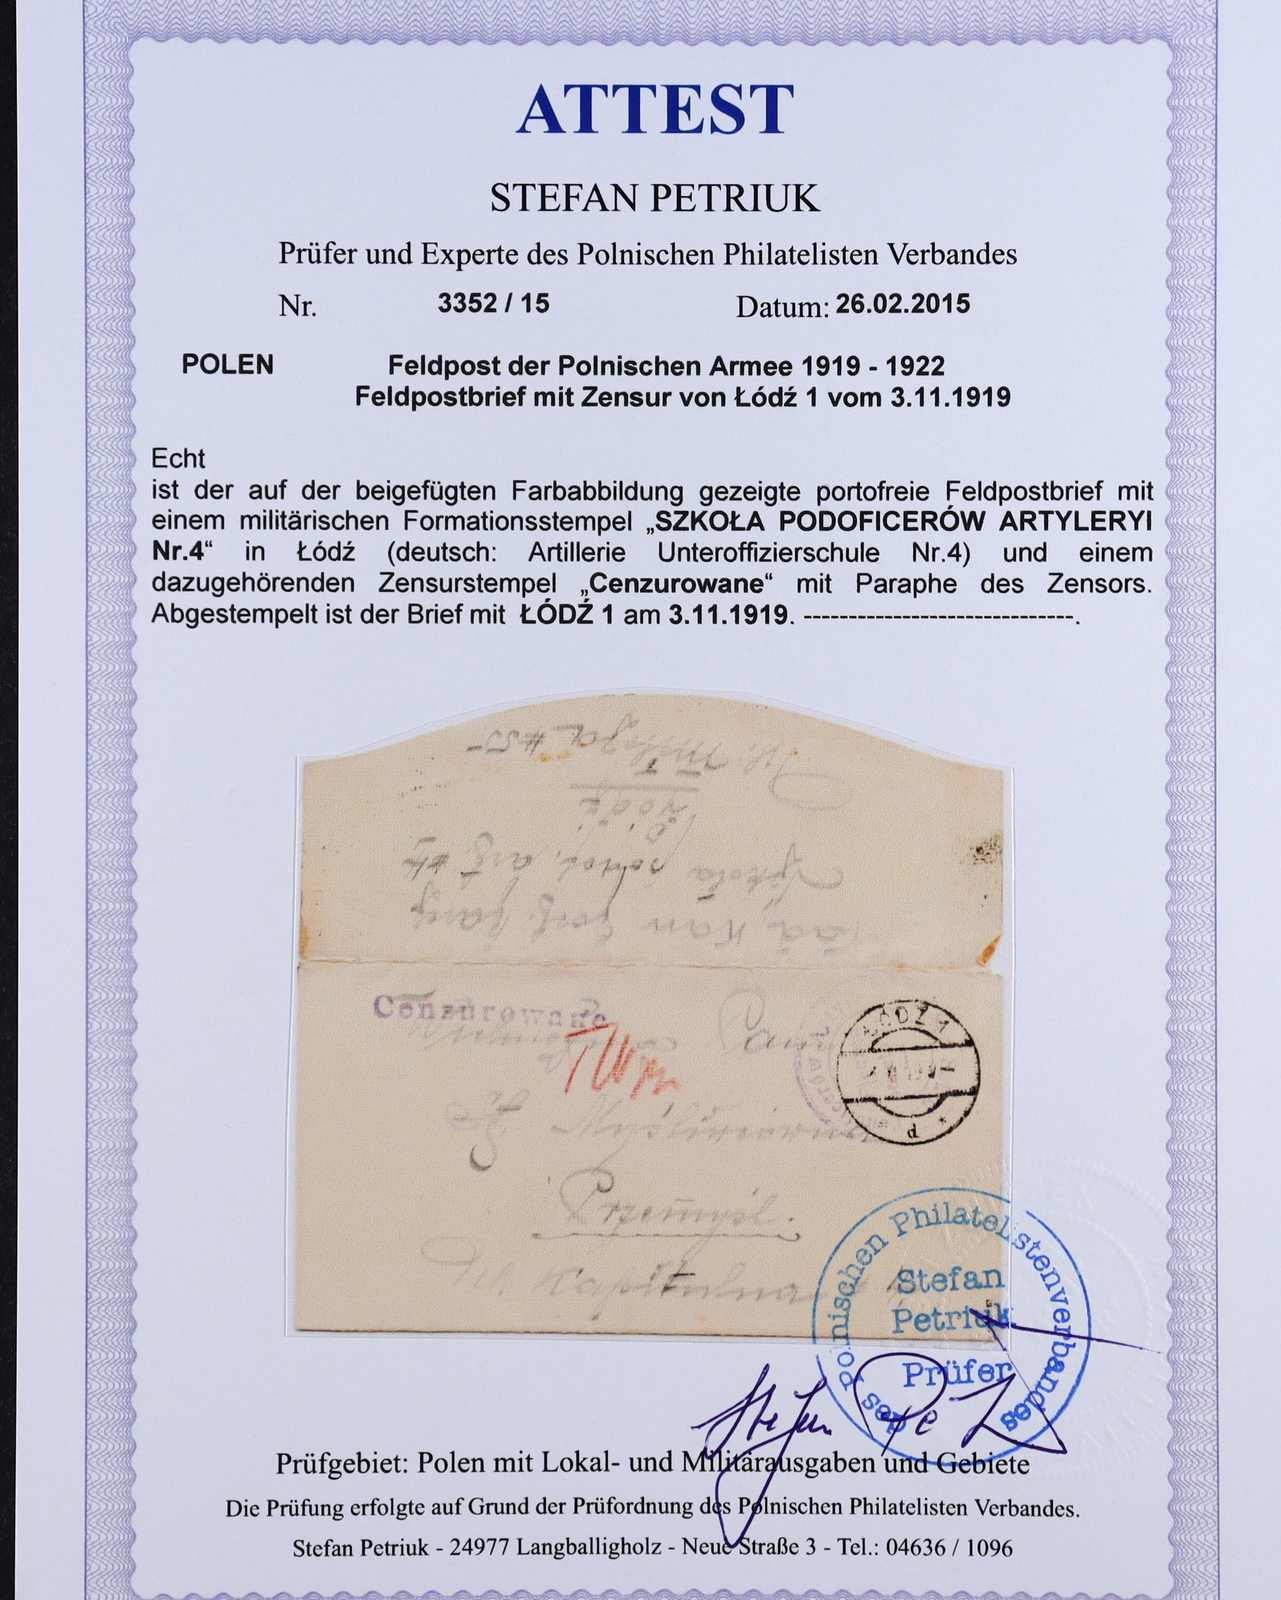 ATTEST
STEFAN PETRIUK
Prüfer und Experte des Polnischen Philatelisten Verbandes
Nr. 3352 / 15 Datum: 26.02.2015
POLEN Feldpost der Polnischen Armee 1919 - 1922
Feldpostbrief mit Zensur von Łódź 1 vom 3.11.1919
Echt
ist der auf der beigefügten Farbabbildung gezeigte portofreie Feldpostbrief mit
einem militärischen Formationsstempel „SZKOŁA PODOFICERÓW ARTYLERYI
Nr.4“ in Łódź (deutsch: Artillerie Unteroffizierschule Nr.4) und einem
dazugehörenden Zensurstempel „Cenzurowane“ mit Paraphe des Zensors.
Abgestempelt ist der Brief mit ŁÓDŹ 1 am 3.11.1919. ------------------------------.
Łódź
Cenzurowane
ŁÓDŹ 1
d
Przemyśl.
Kapitulna
des Polnischen Philatelistenverbandes
Stefan
Petriuk
Prüfer
Prüfgebiet: Polen mit Lokal- und Militärausgaben und Gebiete
Die Prüfung erfolgte auf Grund der Prüfordnung des Polnischen Philatelisten Verbandes.
Stefan Petriuk - 24977 Langballigholz - Neue Straße 3 - Tel.: 04636 / 1096